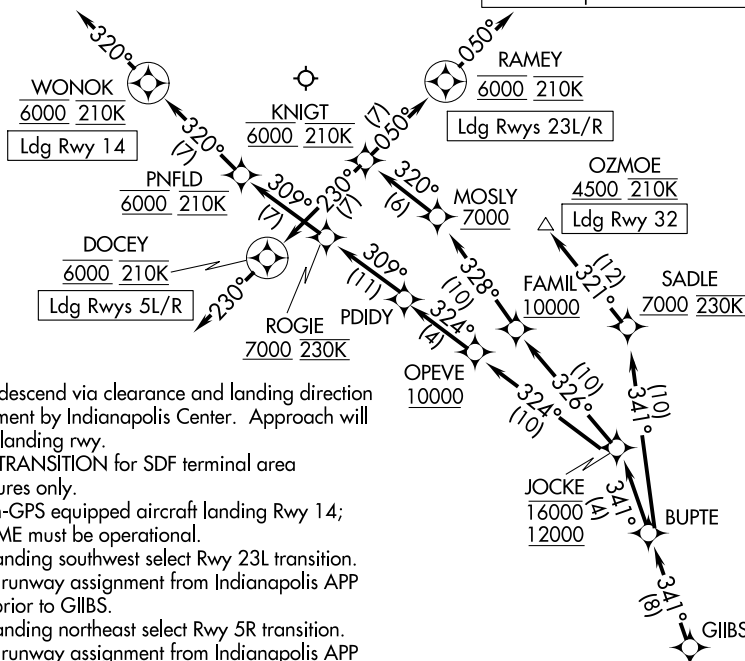 320°
050°
WONOK
6000 210K
Ldg Rwy 14
KNIGT
6000 210K
RAMEY
6000 210K
Ldg Rwys 23L/R
(7)
050°
320°
(7)
PNFLD
6000 210K
309°
(7)
230°
(7)
320°
(6)
MOSLY
7000
OZMOE
4500 210K
Ldg Rwy 32
DOCEY
6000 210K
Ldg Rwys 5L/R
230°
ROGIE
7000 230K
309°
(11)
PDIDY
328°
(10)
FAMIL
10000
(12)
321°
SADLE
7000 230K
324°
(4)
OPEVE
10000
(10)
326°
324°
(10)
(10)
341°
JOCKE
16000
12000
341°
(4)
BUPTE
341°
(8)
GIIBS
descend via clearance and landing direction
ment by Indianapolis Center. Approach will
landing rwy.
TRANSITION for SDF terminal area
ures only.
n-GPS equipped aircraft landing Rwy 14;
ME must be operational.
anding southwest select Rwy 23L transition.
runway assignment from Indianapolis APP
prior to GIIBS.
anding northeast select Rwy 5R transition.
runway assignment from Indianapolis APP